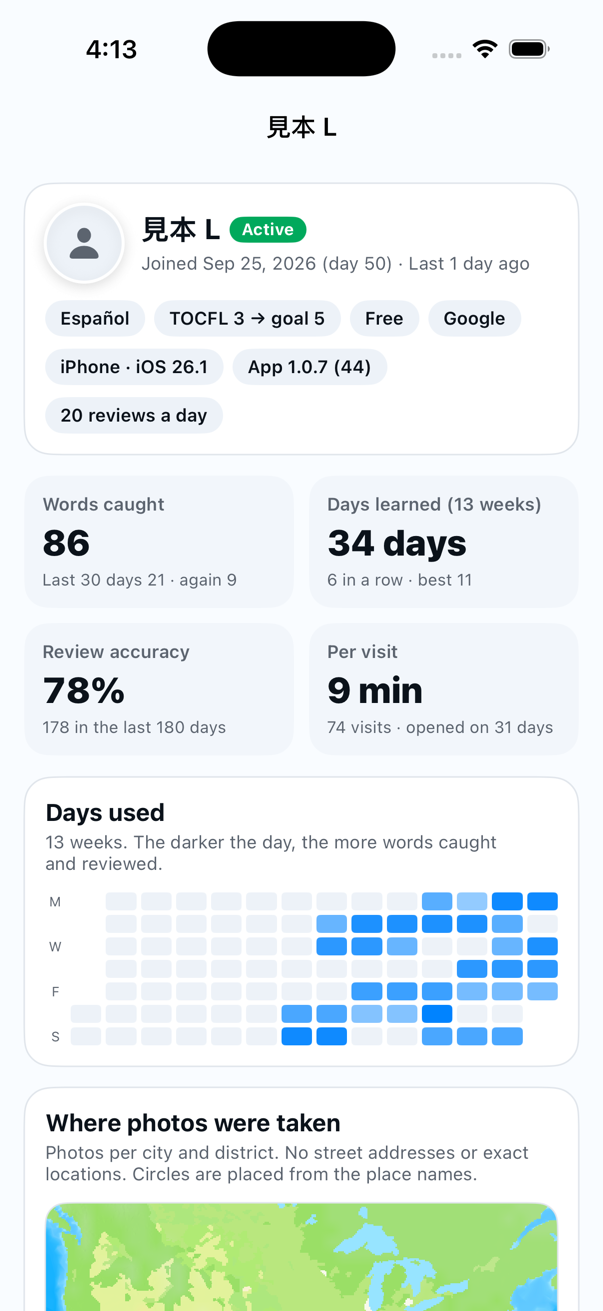 4:13
見本 L
見本 L Active
Joined Sep 25, 2026 (day 50) · Last 1 day ago
Español TOCFL 3 → goal 5 Free Google
iPhone · iOS 26.1 App 1.0.7 (44)
20 reviews a day
Words caught
86
Last 30 days 21 · again 9
Days learned (13 weeks)
34 days
6 in a row · best 11
Review accuracy
78%
178 in the last 180 days
Per visit
9 min
74 visits · opened on 31 days
Days used
13 weeks. The darker the day, the more words caught
and reviewed.
M
W
F
S
Where photos were taken
Photos per city and district. No street addresses or exact
locations. Circles are placed from the place names.